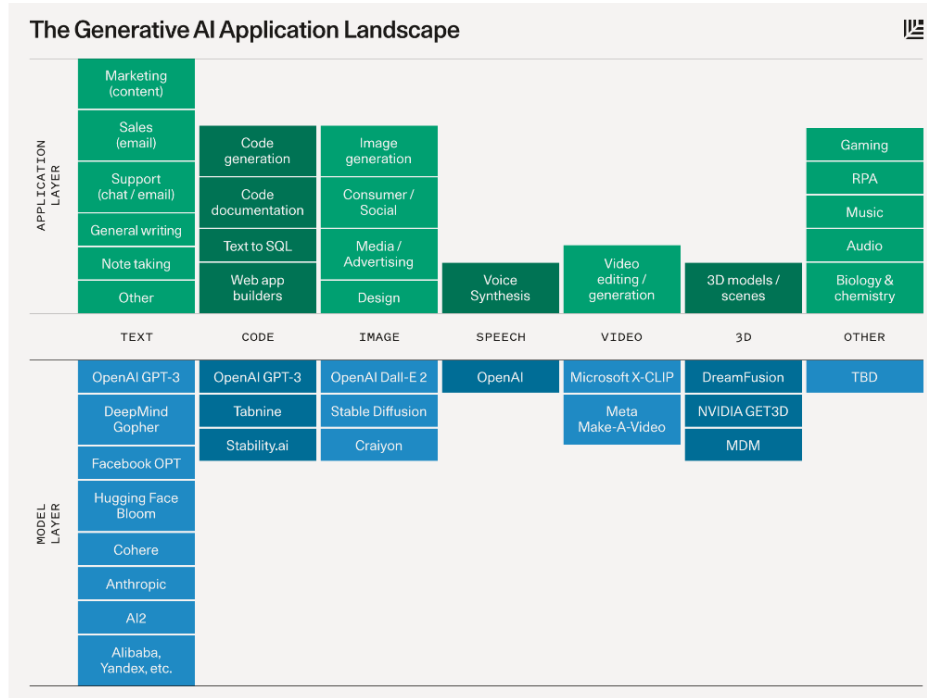 The Generative AI Application Landscape
APPLICATION
LAYER
Marketing
(content)
Sales
(email)
Support
(chat / email)
General writing
Note taking
Other
Code
generation
Code
documentation
Text to SQL
Web app
builders
Image
generation
Consumer /
Social
Media /
Advertising
Design
Voice
Synthesis
Video
editing /
generation
3D models /
scenes
Gaming
RPA
Music
Audio
Biology &
chemistry
TEXT
CODE
IMAGE
SPEECH
VIDEO
3D
OTHER
MODEL
LAYER
OpenAI GPT-3
DeepMind
Gopher
Facebook OPT
Hugging Face
Bloom
Cohere
Anthropic
AI2
Alibaba,
Yandex, etc.
OpenAI GPT-3
Tabnine
Stability.ai
OpenAI Dall-E 2
Stable Diffusion
Craiyon
OpenAI
Microsoft X-CLIP
Meta
Make-A-Video
DreamFusion
NVIDIA GET3D
MDM
TBD